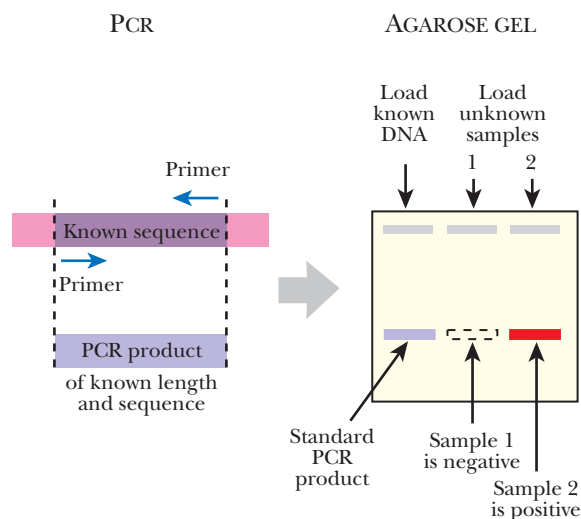 PCR
Primer
Known sequence
Primer
PCR product
of known length
and sequence
AGAROSE GEL
Load
known
DNA
Load
unknown
samples
1 2
Standard
PCR
product
Sample 1
is negative
Sample 2
is positive